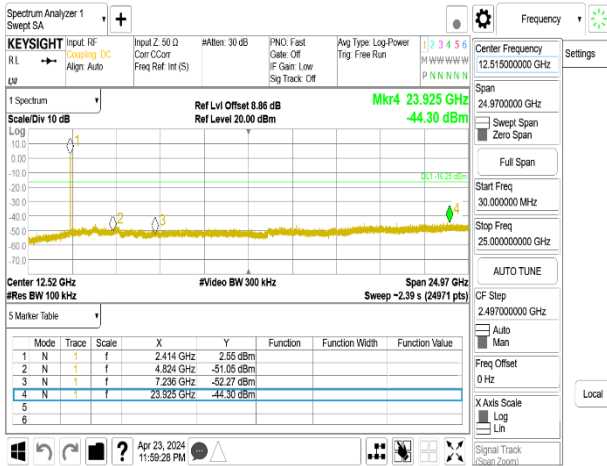 Spectrum Analyzer 1
Swept SA
+
Frequency
KEYSIGHT
RL
Input: RF
Coupling: DC
Align: Auto
Input Z: 50 Ω
Corr CCorr
Freq Ref: Int (S)
#Atten: 30 dB
PNO: Fast
Gate: Off
IF Gain: Low
Sig Track: Off
Avg Type: Log-Power
Trig: Free Run
1 2 3 4 5 6
M W W W W W
P N N N N N
1 Spectrum
Scale/Div 10 dB
Ref Lvl Offset 8.86 dB
Ref Level 20.00 dBm
Mkr4 23.925 GHz
-44.30 dBm
Log
10.0
0.00
-10.0
-20.0
-30.0
-40.0
-50.0
-60.0
-70.0
1
2
3
4
DL1 -16.25 dBm
Center 12.52 GHz
#Video BW 300 kHz
Span 24.97 GHz
#Res BW 100 kHz
Sweep ~2.39 s (24971 pts)
5 Marker Table
Mode Trace Scale X Y Function Function Width Function Value
1 N 1 f 2.414 GHz 2.55 dBm
2 N 1 f 4.824 GHz -51.05 dBm
3 N 1 f 7.236 GHz -52.27 dBm
4 N 1 f 23.925 GHz -44.30 dBm
5
6
?
Apr 23, 2024
11:59:28 PM
Center Frequency
12.515000000 GHz
Span
24.9700000 GHz
Swept Span
Zero Span
Full Span
Start Freq
30.000000 MHz
Stop Freq
25.000000000 GHz
AUTO TUNE
CF Step
2.497000000 GHz
Auto
Man
Freq Offset
0 Hz
X Axis Scale
Log
Lin
Signal Track
(Span Zoom)
Settings
Local